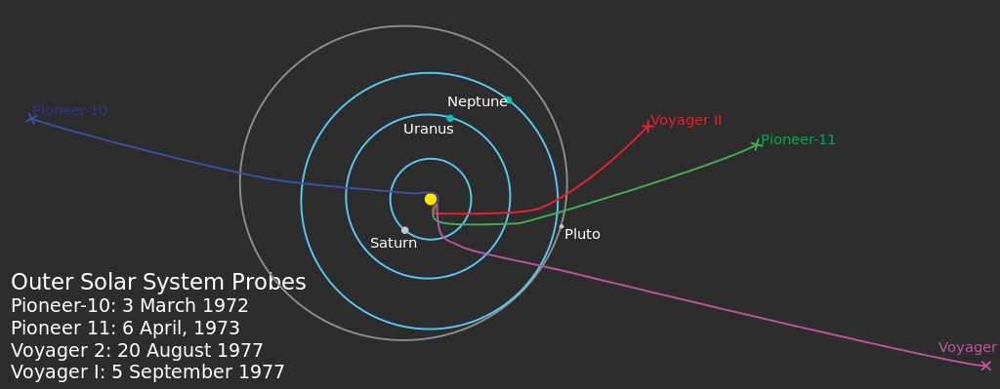 Neptune
Pioneer-10
Voyager II
Uranus
Pioneer-11
Pluto
Saturn
Outer Solar System Probes
Pioneer-10: 3 March 1972
Pioneer 11: 6 April, 1973
Voyager 2: 20 August 1977
Voyager I: 5 September 1977
Voyager